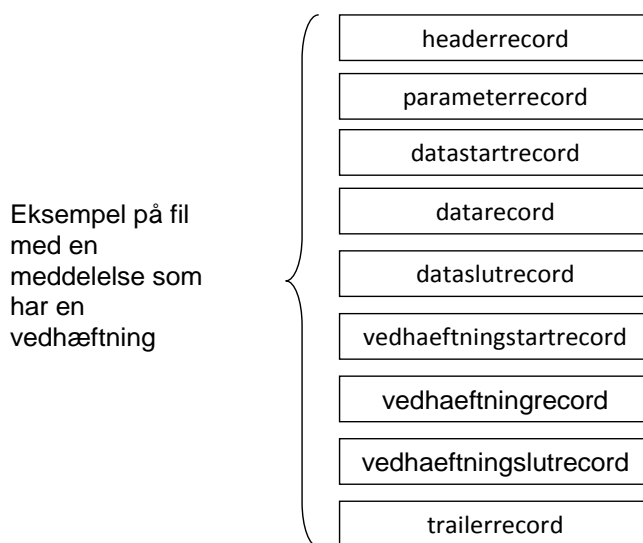 Eksempel på fil
med en
meddelelse som
har en
vedhæftning
headerrecord
parameterrecord
datastartrecord
datarecord
dataslutrecord
vedhaeftningstartrecord
vedhaeftningrecord
vedhaeftningslutrecord
trailerrecord